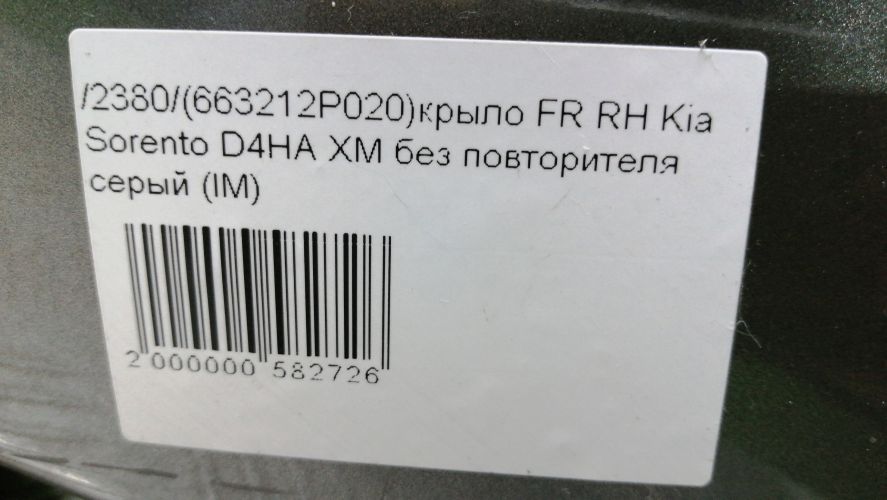 /2380/(663212P020)крыло FR RH Kia
Sorento D4HA XM без повторителя
серый (IM)
2 000000 582726